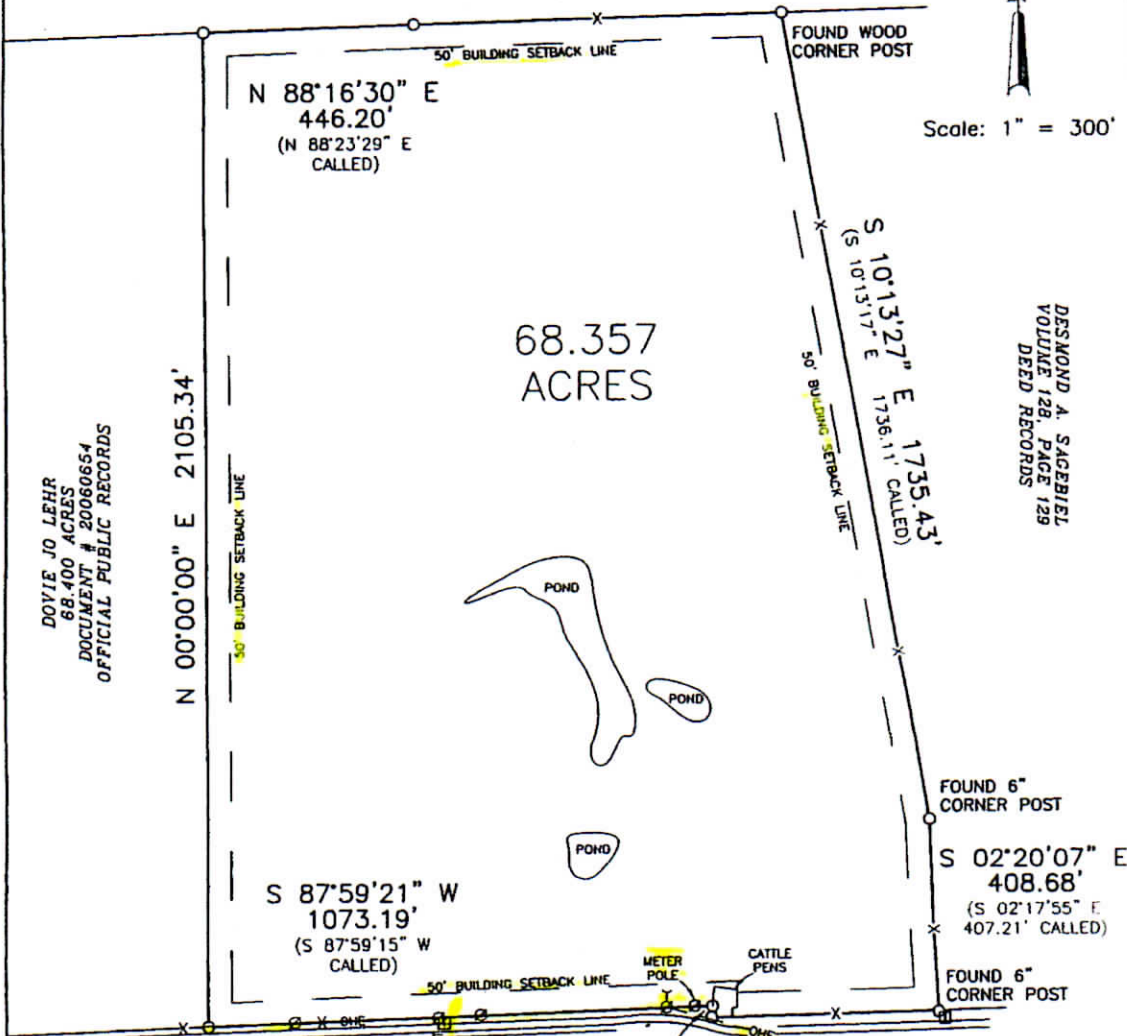 50' BUILDING SETBACK LINE
FOUND WOOD
CORNER POST
N 88°16'30" E
446.20'
(N 88°23'29" E
CALLED)
Scale: 1" = 300'
S 10°13'27" E 1735.43'
(S 10°13'17" E 1736.11' CALLED)
50' BUILDING SETBACK LINE
68.357
ACRES
DESMOND A. SAGEBIEL
VOLUME 128, PAGE 129
DEED RECORDS
DOVIE JO LEHR
68.400 ACRES
DOCUMENT # 20060654
OFFICIAL PUBLIC RECORDS
N 00°00'00" E 2105.34'
50' BUILDING SETBACK LINE
POND
POND
POND
FOUND 6"
CORNER POST
S 02°20'07" E
408.68'
(S 02°17'55" E
407.21' CALLED)
S 87°59'21" W
1073.19'
(S 87°59'15" W
CALLED)
METER
POLE
CATTLE
PENS
50' BUILDING SETBACK LINE
FOUND 6"
CORNER POST
X OHE
OHE